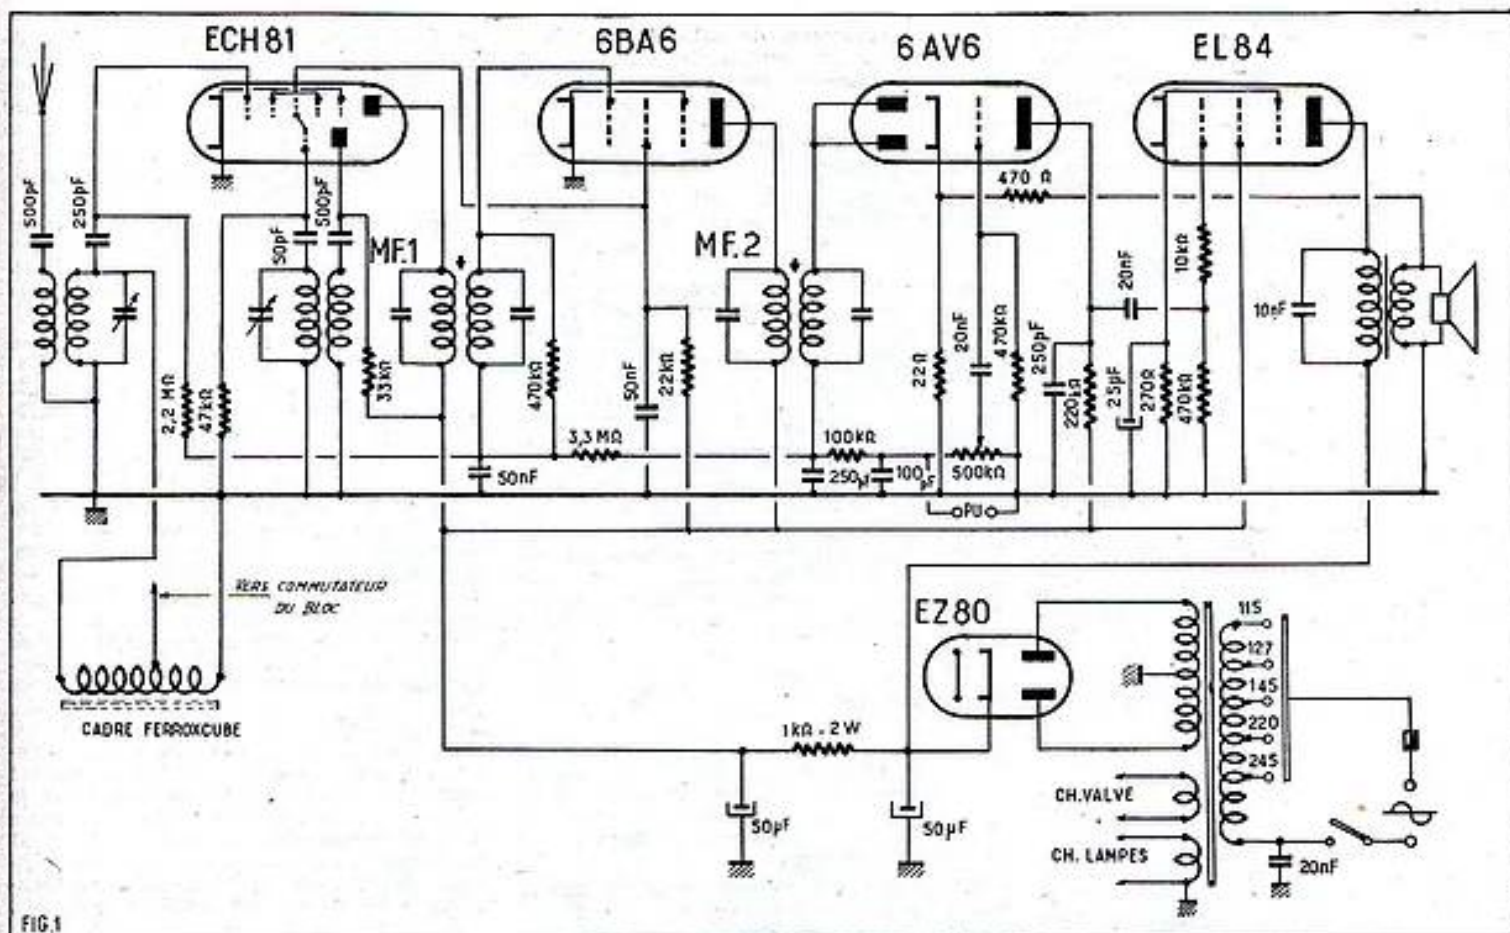 ECH81
6BA6
6AV6
EL84
500pF
250pF
50pF
500pF
MF.1
MF.2
470 Ω
10kΩ
20nF
10nF
2,2 MΩ
47kΩ
33kΩ
470kΩ
50nF
22kΩ
22Ω
20nF
470kΩ
250pF
220kΩ
25µF
270Ω
470kΩ
3,3MΩ
100kΩ
50nF
250pF
100pF
500kΩ
PU
VERS COMMUTATEUR
DU BLOC
CADRE FERROXCUBE
EZ80
115
127
145
220
245
1kΩ - 2W
50µF
50µF
CH.VALVE
CH. LAMPES
20nF
FIG.1